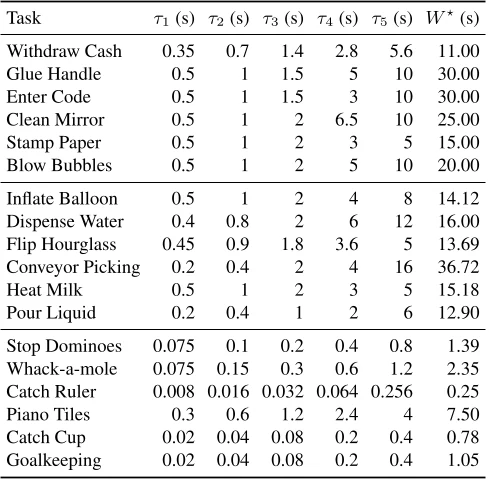 Task τ1 (s) τ2 (s) τ3 (s) τ4 (s) τ5 (s) W⋆ (s)
Withdraw Cash 0.35 0.7 1.4 2.8 5.6 11.00
Glue Handle 0.5 1 1.5 5 10 30.00
Enter Code 0.5 1 1.5 3 10 30.00
Clean Mirror 0.5 1 2 6.5 10 25.00
Stamp Paper 0.5 1 2 3 5 15.00
Blow Bubbles 0.5 1 2 5 10 20.00
Inflate Balloon 0.5 1 2 4 8 14.12
Dispense Water 0.4 0.8 2 6 12 16.00
Flip Hourglass 0.45 0.9 1.8 3.6 5 13.69
Conveyor Picking 0.2 0.4 2 4 16 36.72
Heat Milk 0.5 1 2 3 5 15.18
Pour Liquid 0.2 0.4 1 2 6 12.90
Stop Dominoes 0.075 0.1 0.2 0.4 0.8 1.39
Whack-a-mole 0.075 0.15 0.3 0.6 1.2 2.35
Catch Ruler 0.008 0.016 0.032 0.064 0.256 0.25
Piano Tiles 0.3 0.6 1.2 2.4 4 7.50
Catch Cup 0.02 0.04 0.08 0.2 0.4 0.78
Goalkeeping 0.02 0.04 0.08 0.2 0.4 1.05